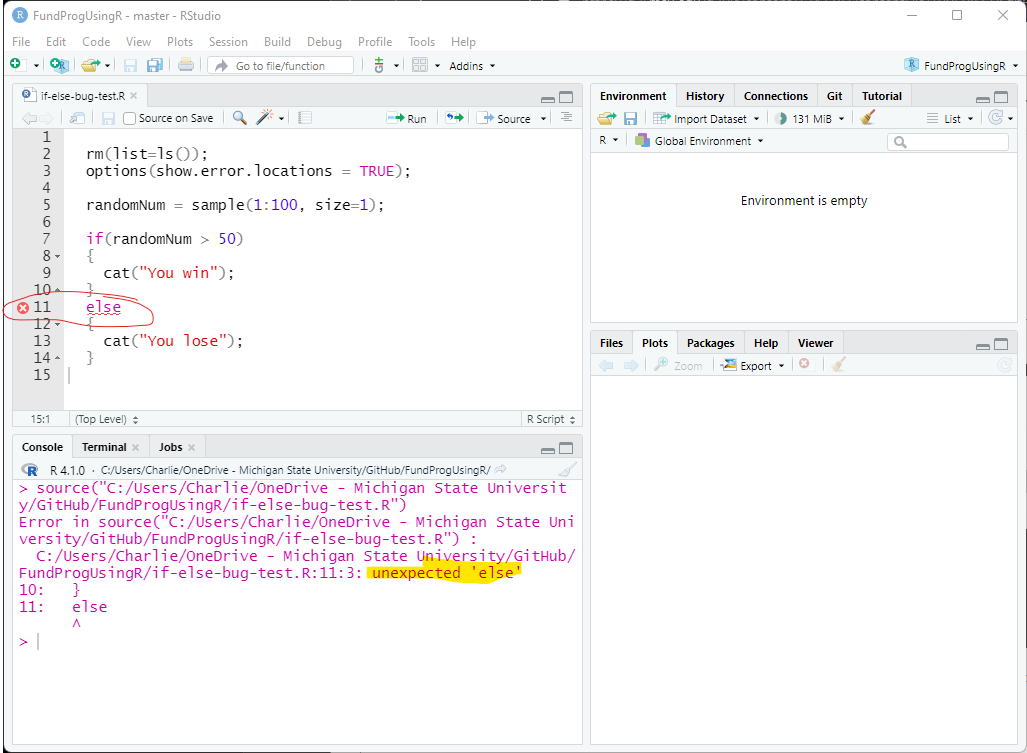 FundProgUsingR - master - RStudio
File Edit Code View Plots Session Build Debug Profile Tools Help
Go to file/function Addins FundProgUsingR
if-else-bug-test.R
Source on Save Run Source
1
2 rm(list=ls());
3 options(show.error.locations = TRUE);
4
5 randomNum = sample(1:100, size=1);
6
7 if(randomNum > 50)
8 {
9 cat("You win");
10 }
11 else
12 {
13 cat("You lose");
14 }
15
15:1 (Top Level) R Script
Console Terminal Jobs
R 4.1.0 · C:/Users/Charlie/OneDrive - Michigan State University/GitHub/FundProgUsingR/
> source("C:/Users/Charlie/OneDrive - Michigan State Universit
y/GitHub/FundProgUsingR/if-else-bug-test.R")
Error in source("C:/Users/Charlie/OneDrive - Michigan State Uni
versity/GitHub/FundProgUsingR/if-else-bug-test.R") :
C:/Users/Charlie/OneDrive - Michigan State University/GitHub/
FundProgUsingR/if-else-bug-test.R:11:3: unexpected 'else'
10: }
11: else
^
>
Environment History Connections Git Tutorial
Import Dataset 131 MiB List
R Global Environment
Environment is empty
Files Plots Packages Help Viewer
Zoom Export